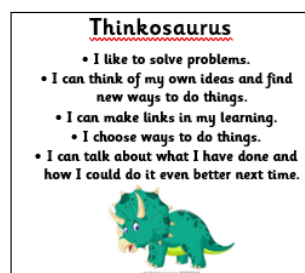 Thinkosaurus
• I like to solve problems.
• I can think of my own ideas and find
new ways to do things.
• I can make links in my learning.
• I choose ways to do things.
• I can talk about what I have done and
how I could do it even better next time.